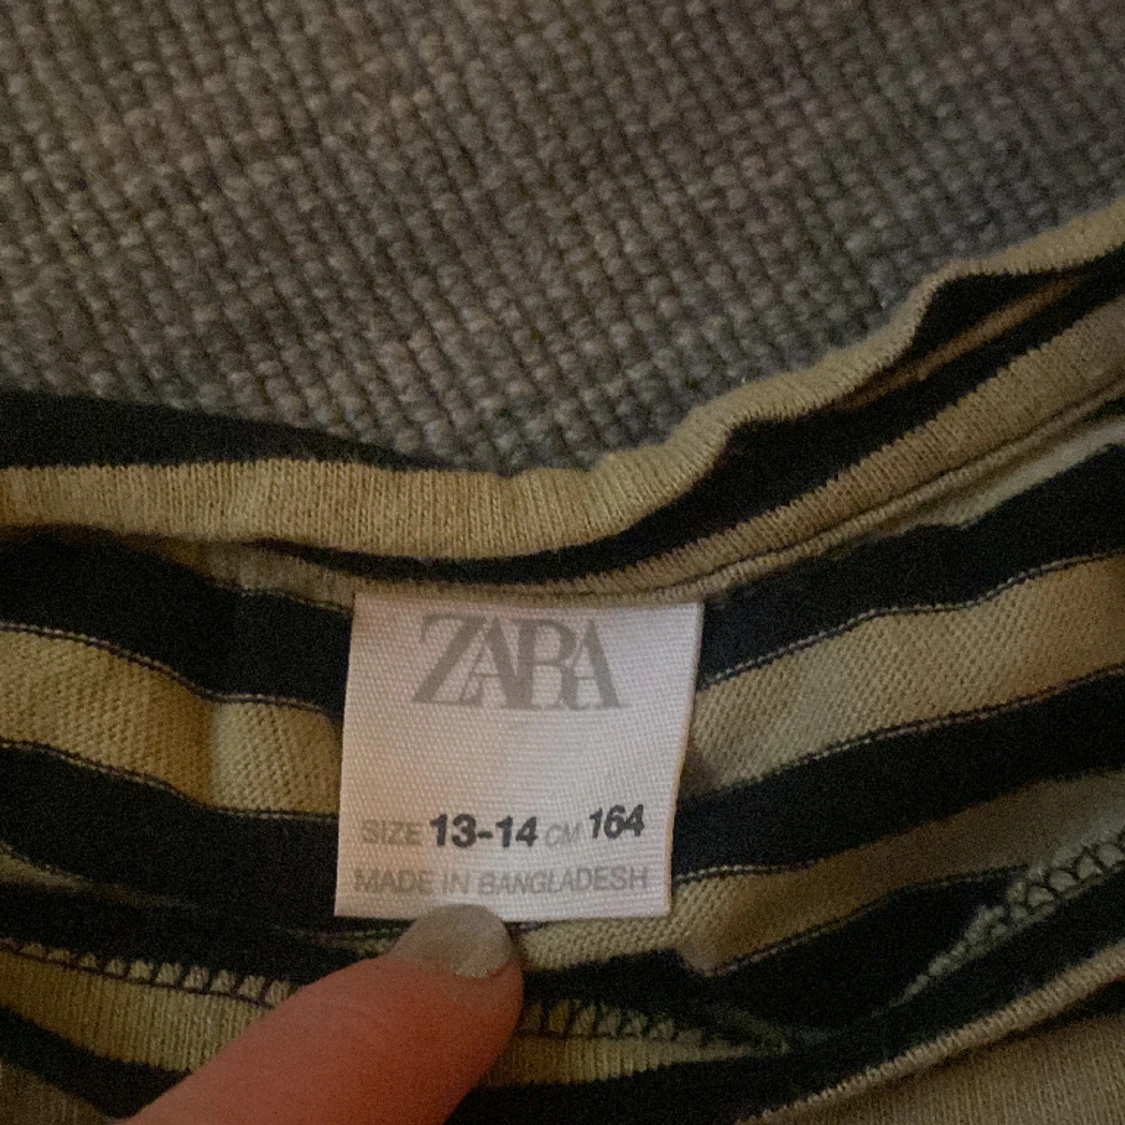 ZARA
SIZE 13-14 CM 164
MADE IN BANGLADESH